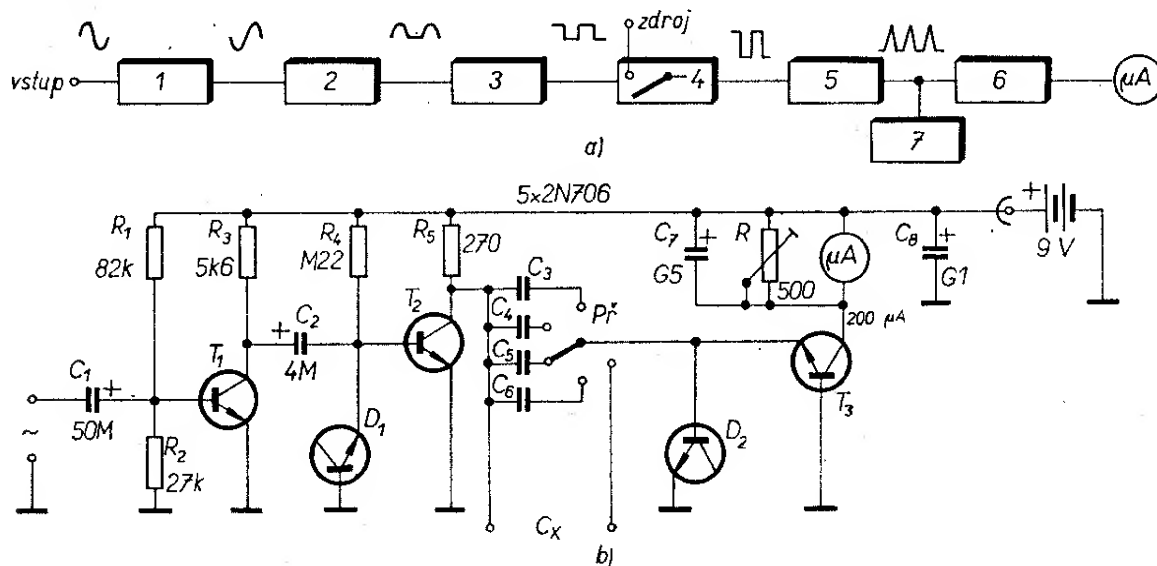 zdroj
vstup
1
2
3
4
5
6
μA
7
a)
5x2N706
R1
82k
R3
5k6
R4
M22
R5
270
C3
C7
+
G5
R
500
μA
C8
+
G1
+
9 V
C4
Př
200 μA
T2
C2
+
4M
C5
T1
C6
T3
C1
+
50M
~
R2
27k
D1
D2
Cx
b)